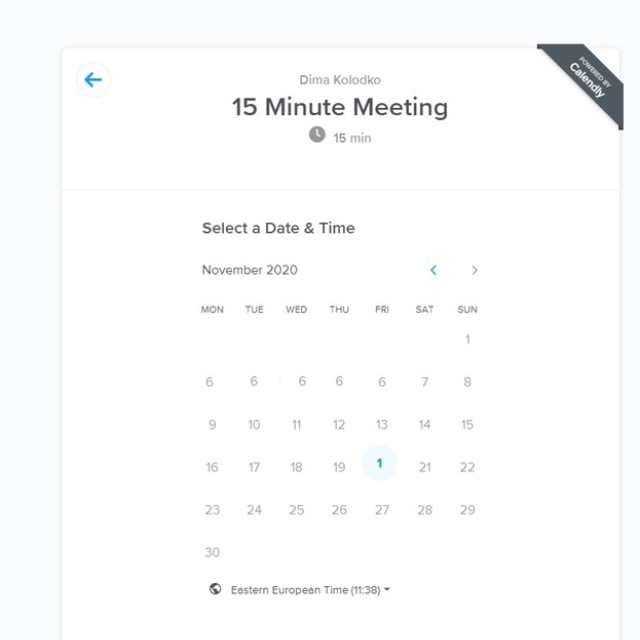 Dima Kolodko
15 Minute Meeting
15 min
POWERED BY
Calendly
Select a Date & Time
November 2020
MON TUE WED THU FRI SAT SUN
1
6 6 6 6 6 7 8
9 10 11 12 13 14 15
16 17 18 19 1 21 22
23 24 25 26 27 28 29
30
Eastern European Time (11:38)